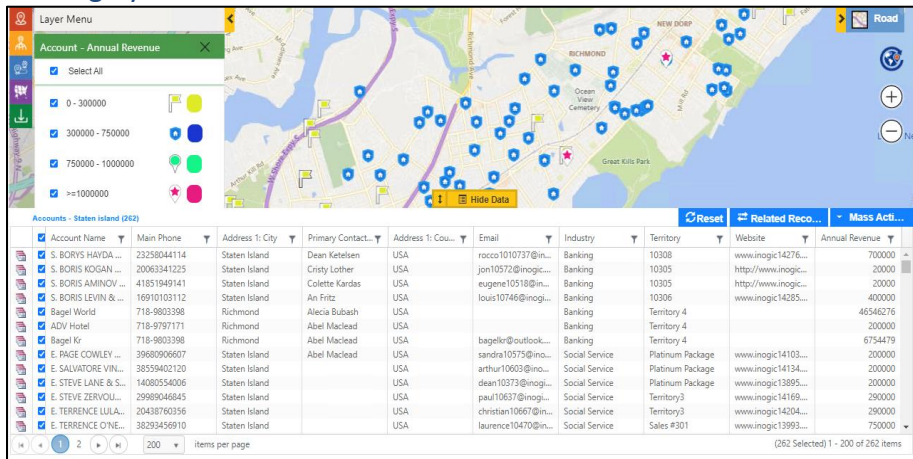 Layer Menu
Account - Annual Revenue
Select All
0 - 300000
300000 - 750000
750000 - 1000000
>=1000000
NEW DORP
RICHMOND
Richmond Ave
Ocean
View
Cemetery
Mill Rd
Great Kills Park
Arthur Kill Rd
W Shore Expy S
Road
Hide Data
Accounts - Staten island (262)
Reset
Related Reco...
Mass Acti...
Account Name Main Phone Address 1: City Primary Contact... Address 1: Cou... Email Industry Territory Website Annual Revenue
S. BORYS HAYDA ... 23258044114 Staten Island Dean Ketelsen USA rocco1010737@in... Banking 10308 www.inogic14276.... 700000
S. BORIS KOGAN ... 20063341225 Staten Island Cristy Lother USA jon10572@inogic.... Banking 10305 http://www.inogic... 20000
S. BORIS AMINOV ... 41851949141 Staten Island Colette Kardas USA eugene10518@in... Banking 10305 http://www.inogic... 20000
S. BORIS LEVIN & ... 16910103112 Staten Island An Fritz USA louis10746@inogi... Banking 10306 www.inogic14285.... 400000
Bagel World 718-9803398 Richmond Alecia Bubash USA Banking Territory 4 46546276
ADV Hotel 718-9797171 Richmond Abel Maclead USA Banking Territory 4 200000
Bagel Kr 718-9803398 Richmond Abel Maclead USA bagelkr@outlook.... Banking Territory 4 6754479
E. PAGE COWLEY ... 39680906607 Staten Island Abel Maclead USA sandra10575@ino... Social Service Platinum Package www.inogic14103.... 200000
E. SALVATORE VIN... 38559402120 Staten Island USA arthur10603@ino... Social Service Platinum Package www.inogic14134.... 200000
E. STEVE LANE & S... 14080554006 Staten Island USA dean10373@inogi... Social Service Platinum Package www.inogic13895.... 200000
E. STEVE ZERVOU... 29989046845 Staten Island USA paul10637@inogi... Social Service Territory3 www.inogic14169.... 290000
E. TERRENCE LULA... 20438760356 Staten Island USA christian10667@in... Social Service Territory3 www.inogic14204.... 290000
E. TERRENCE O'NE... 38293456910 Staten Island USA laurence10470@in... Social Service Sales #301 www.inogic13993.... 750000
1 2 200 items per page (262 Selected) 1 - 200 of 262 items